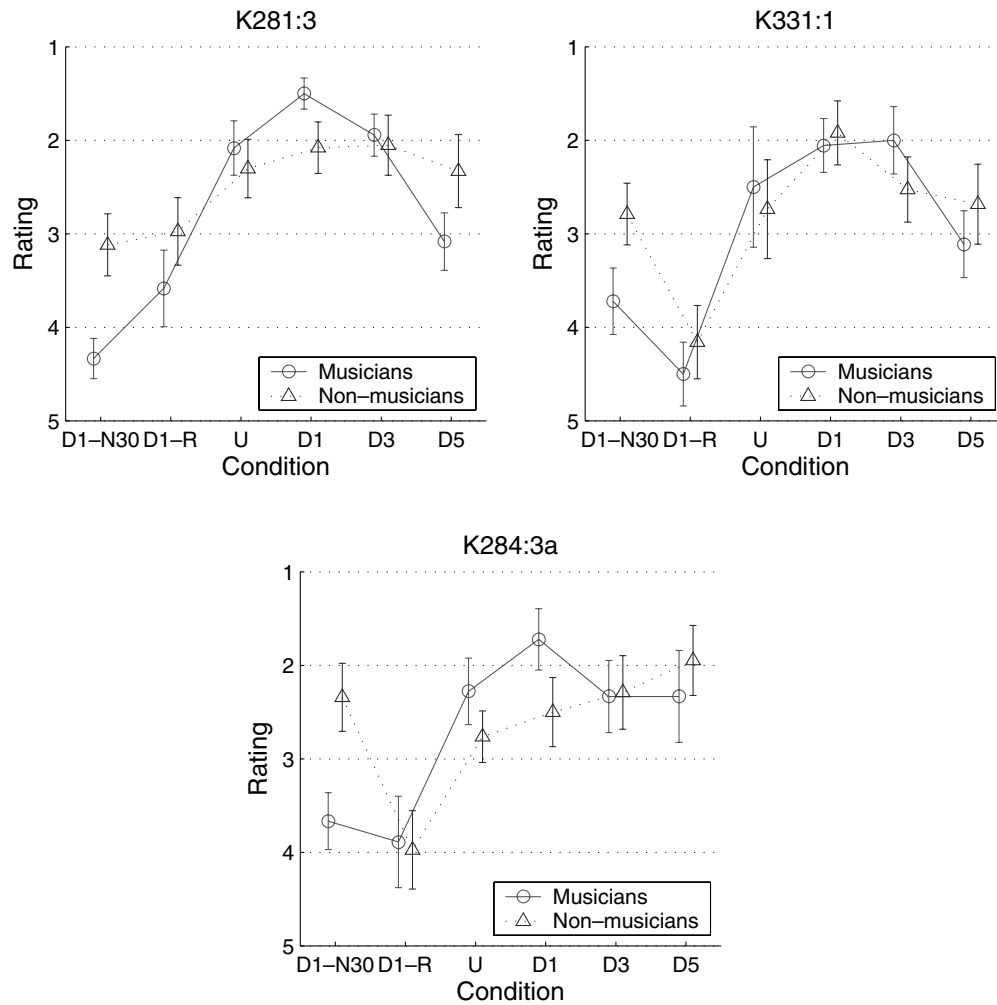 K281:3
1
2
3
4
5
Rating
D1–N30 D1–R U D1 D3 D5
Condition
Musicians
Non–musicians
K331:1
1
2
3
4
5
Rating
D1–N30 D1–R U D1 D3 D5
Condition
Musicians
Non–musicians
K284:3a
1
2
3
4
5
Rating
D1–N30 D1–R U D1 D3 D5
Condition
Musicians
Non–musicians